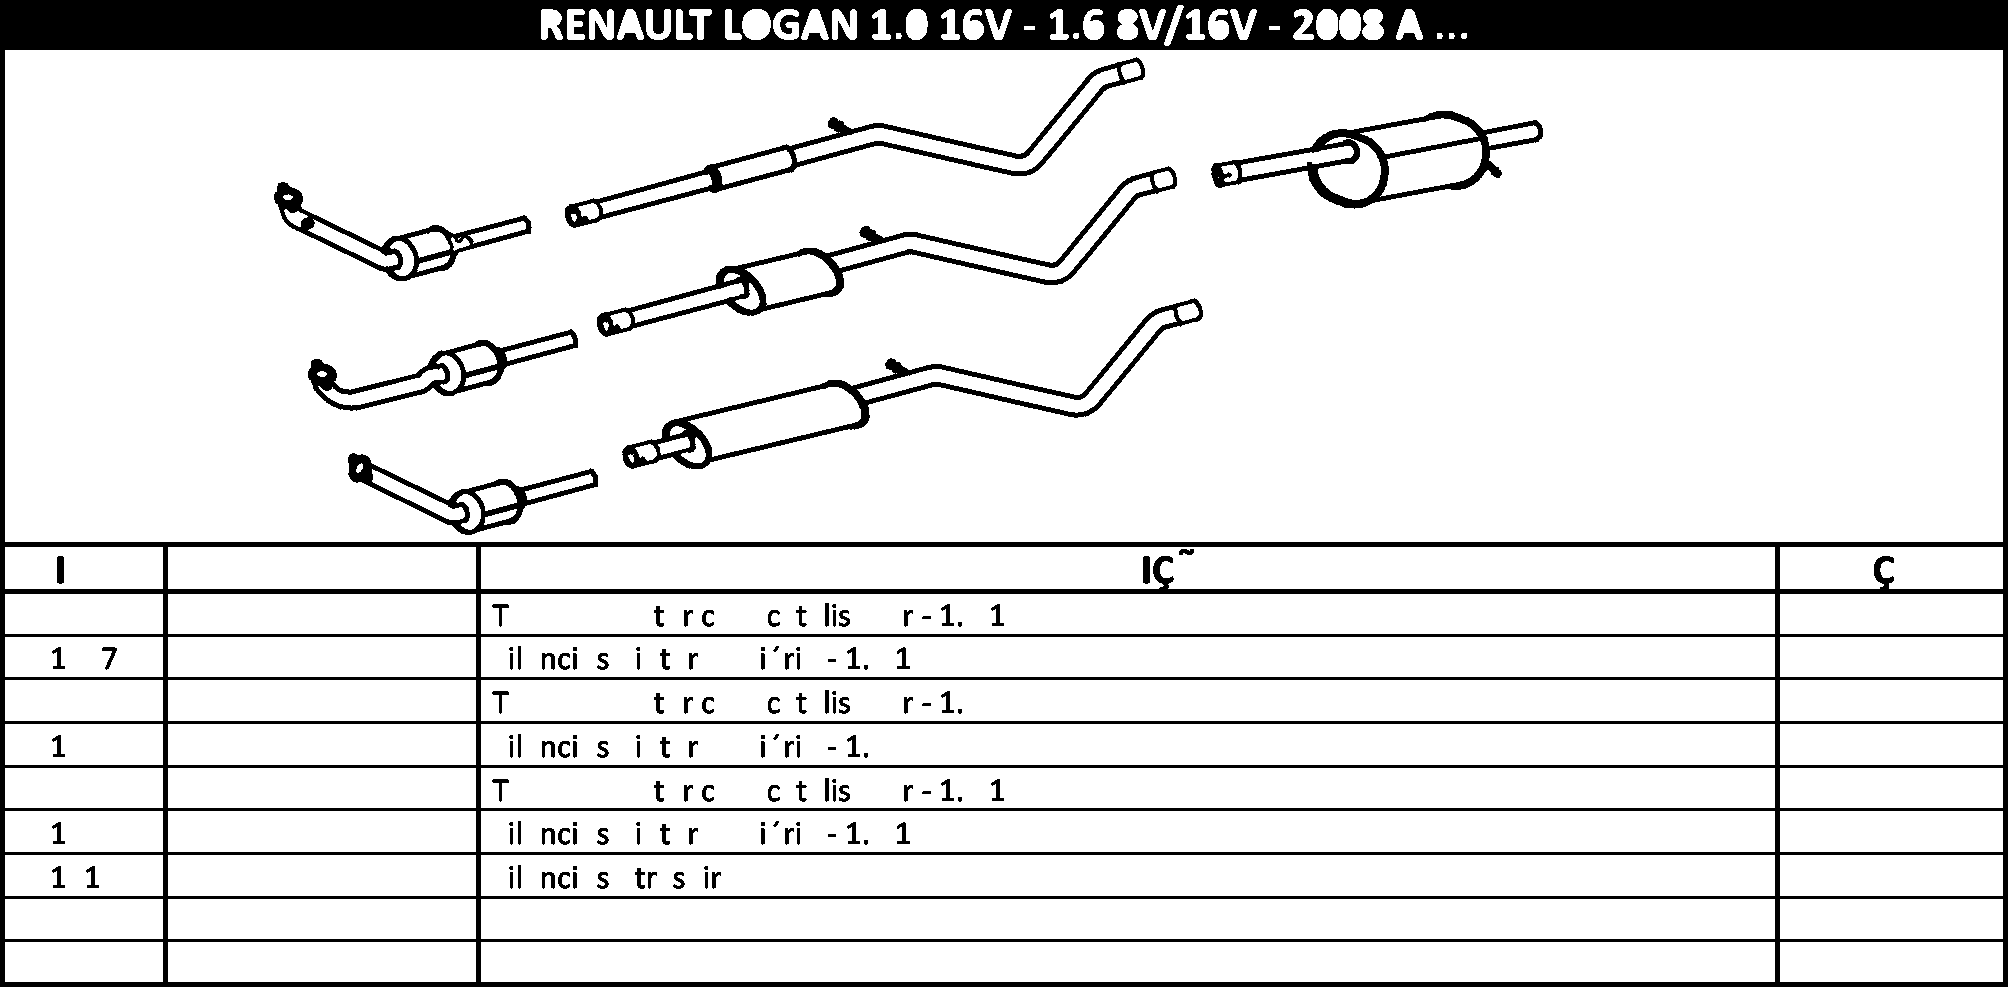 RENAULT LOGAN 1.0 16V - 1.6 8V/16V - 2008 A ...
I IÇ˜ Ç
T t r c c t lis r - 1. 1
1 7 il nci s i t r i´ri - 1. 1
T t r c c t lis r - 1.
1 il nci s i t r i´ri - 1.
T t r c c t lis r - 1. 1
1 il nci s i t r i´ri - 1. 1
1 1 il nci s tr s ir